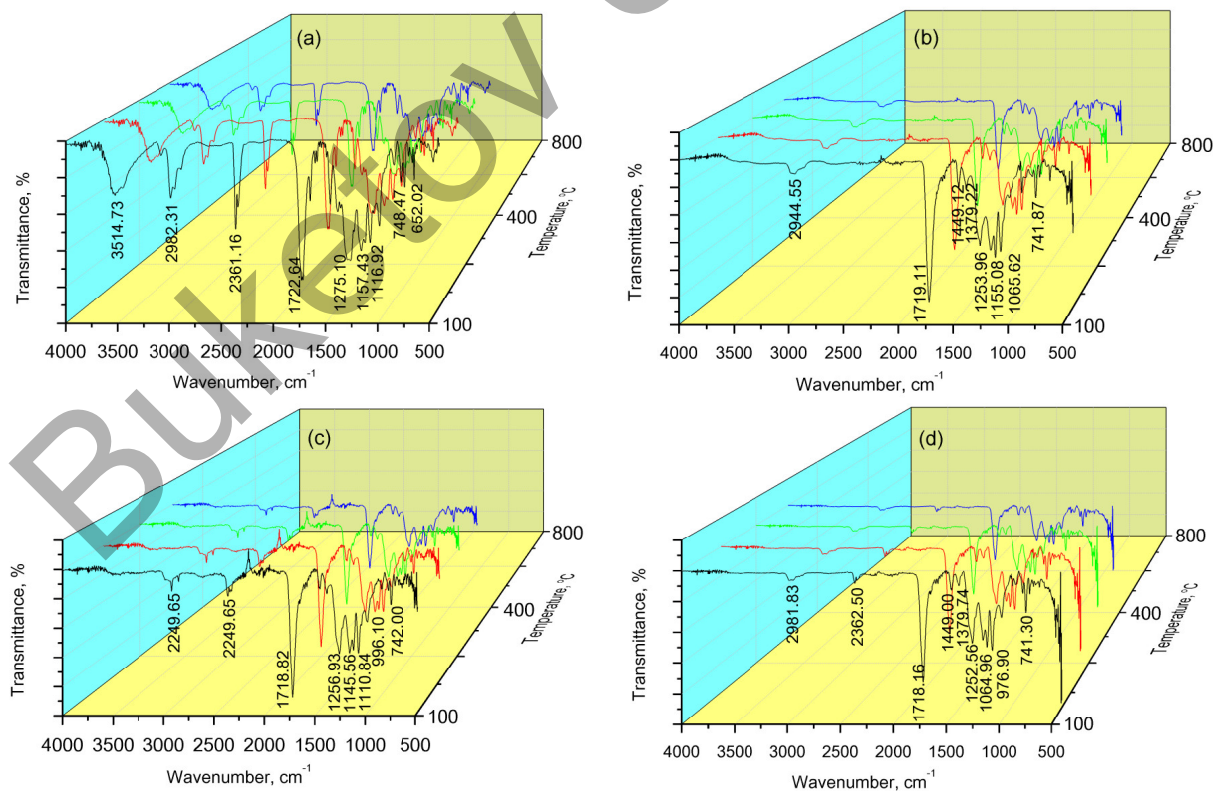 (a)
Transmittance, %
3514.73
2982.31
2361.16
1722.64
1275.10
1157.43
1116.92
748.47
652.02
800
400
100
Temperature, °C
4000 3500 3000 2500 2000 1500 1000 500
Wavenumber, cm⁻¹
(b)
Transmittance, %
2944.55
1719.11
1449.12
1379.22
1253.96
1155.08
1065.62
741.87
800
400
100
Temperature, °C
4000 3500 3000 2500 2000 1500 1000 500
Wavenumber, cm⁻¹
(c)
Transmittance, %
2249.65
2249.65
1718.82
1256.93
1145.56
1110.84
996.10
742.00
800
400
100
Temperature, °C
4000 3500 3000 2500 2000 1500 1000 500
Wavenumber, cm⁻¹
(d)
Transmittance, %
2981.83
2362.50
1718.16
1449.00
1379.74
1252.56
1064.96
976.90
741.30
800
400
100
Temperature, °C
4000 3500 3000 2500 2000 1500 1000 500
Wavenumber, cm⁻¹
Buketov